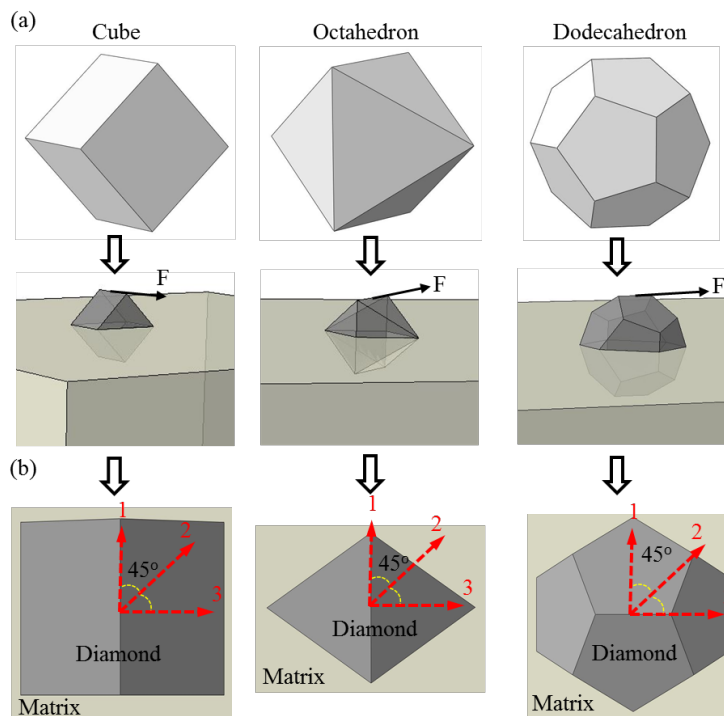 (a)
Cube Octahedron Dodecahedron
F F F
(b)
1 1 1
2 2 2
45° 45° 45°
3 3
Diamond Diamond Diamond
Matrix Matrix Matrix